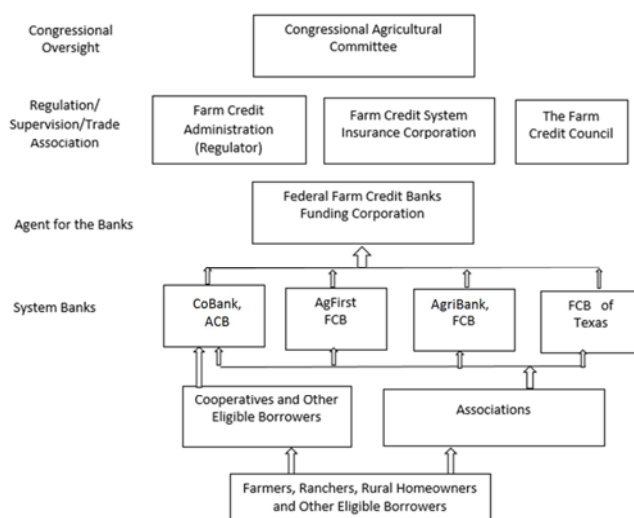 Congressional
Oversight
Congressional Agricultural
Committee
Regulation/
Supervision/Trade
Association
Farm Credit
Administration
(Regulator)
Farm Credit System
Insurance Corporation
The Farm
Credit Council
Agent for the Banks
Federal Farm Credit Banks
Funding Corporation
System Banks
CoBank,
ACB
AgFirst
FCB
AgriBank,
FCB
FCB of
Texas
Cooperatives and Other
Eligible Borrowers
Associations
Farmers, Ranchers, Rural Homeowners
and Other Eligible Borrowers